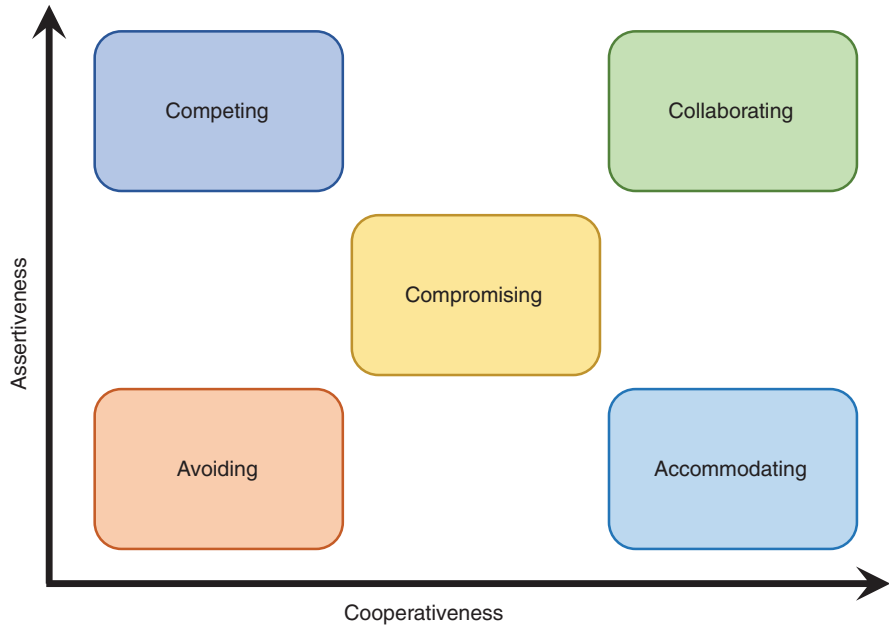 Competing
Collaborating
Compromising
Assertiveness
Avoiding
Accommodating
Cooperativeness